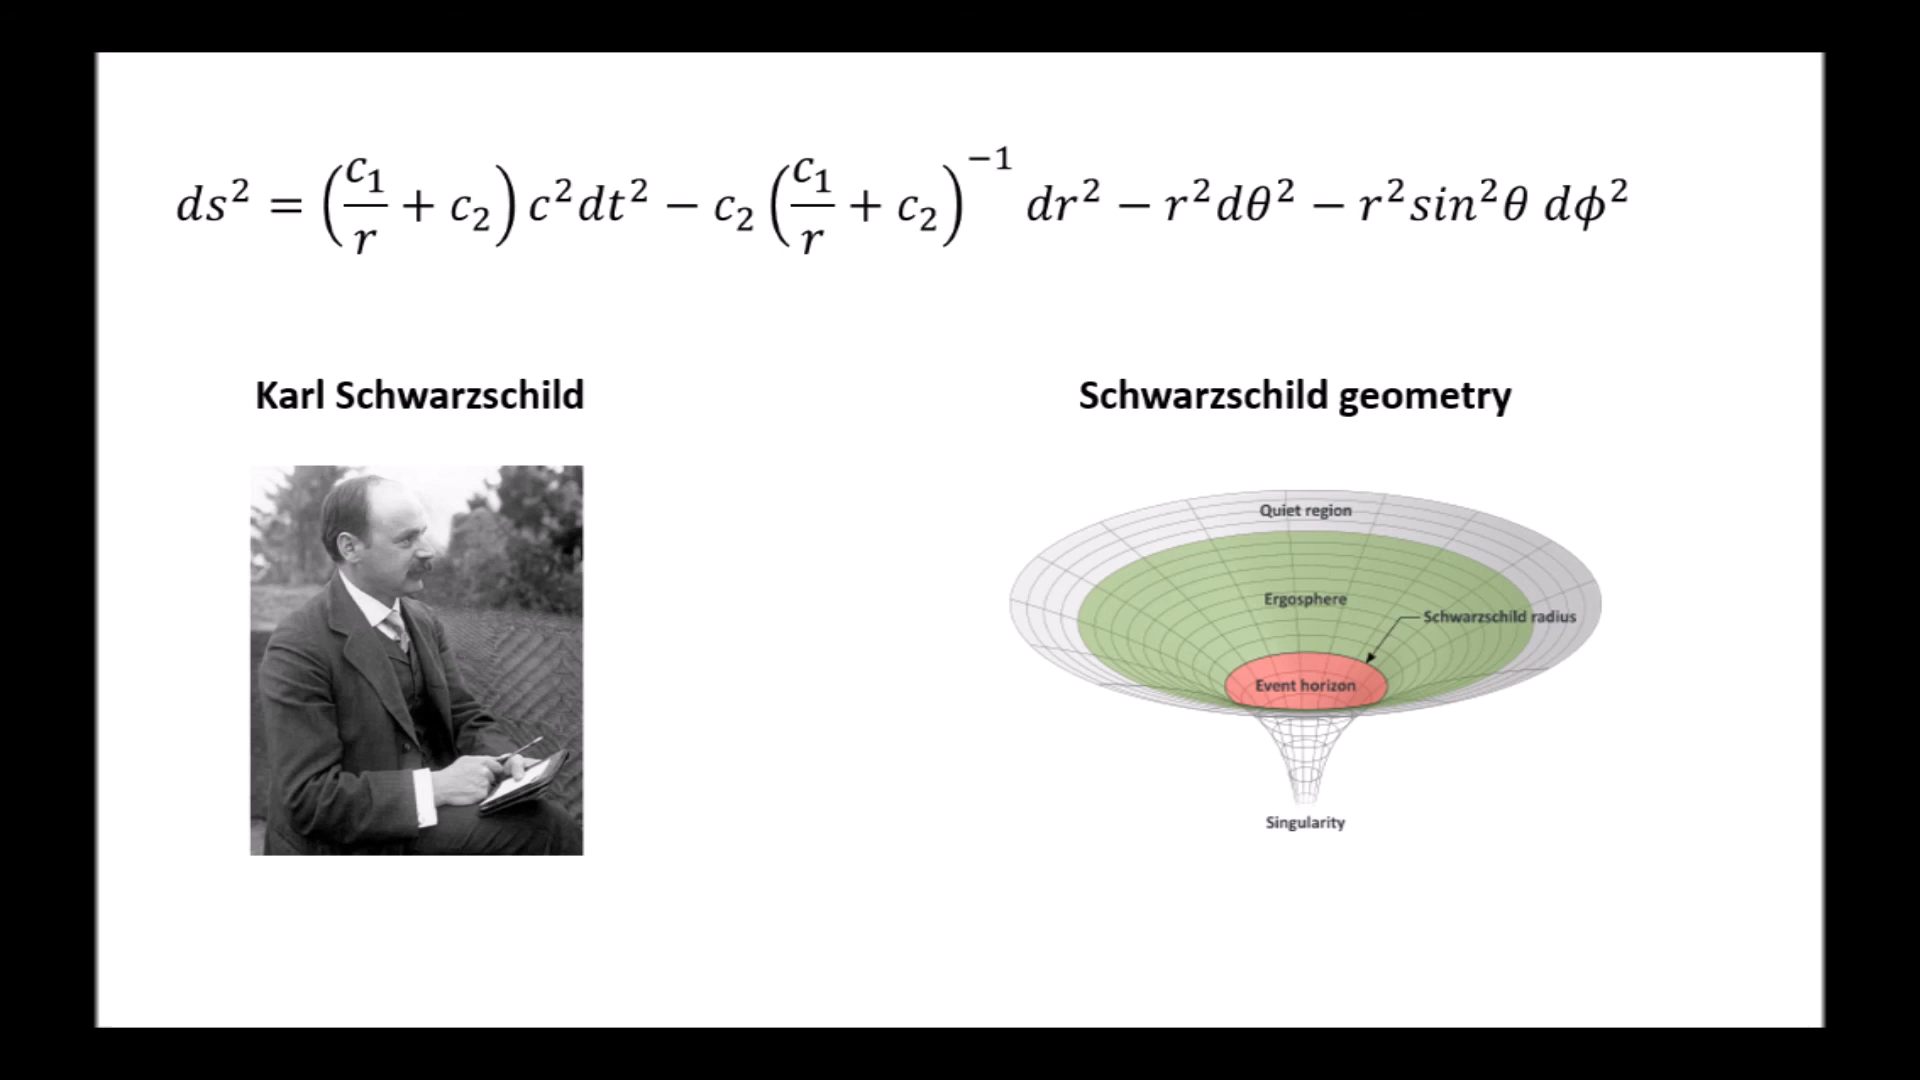 ds² = (c₁/r + c₂) c²dt² − c₂ (c₁/r + c₂)⁻¹ dr² − r²dθ² − r²sin²θ dϕ²
Karl Schwarzschild
Schwarzschild geometry
Quiet region
Ergosphere
Schwarzschild radius
Event horizon
Singularity